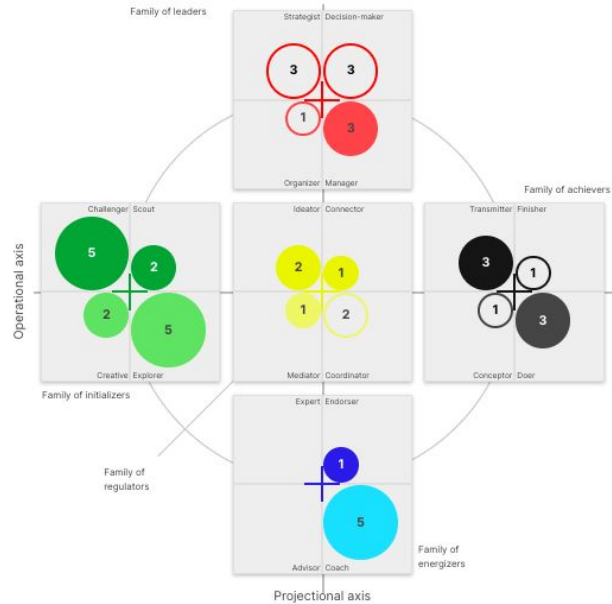 Family of leaders
Strategist Decision-maker
3 3
1 3
Organizer Manager
Family of achievers
Challenger Scout
5 2
2 5
Creative Explorer
Ideator Connector
2 1
1 2
Mediator Coordinator
Transmitter Finisher
3 1
1 3
Conceptor Doer
Operational axis
Family of initializers
Expert Endorser
1
5
Advisor Coach
Family of
regulators
Family of
energizers
Projectional axis